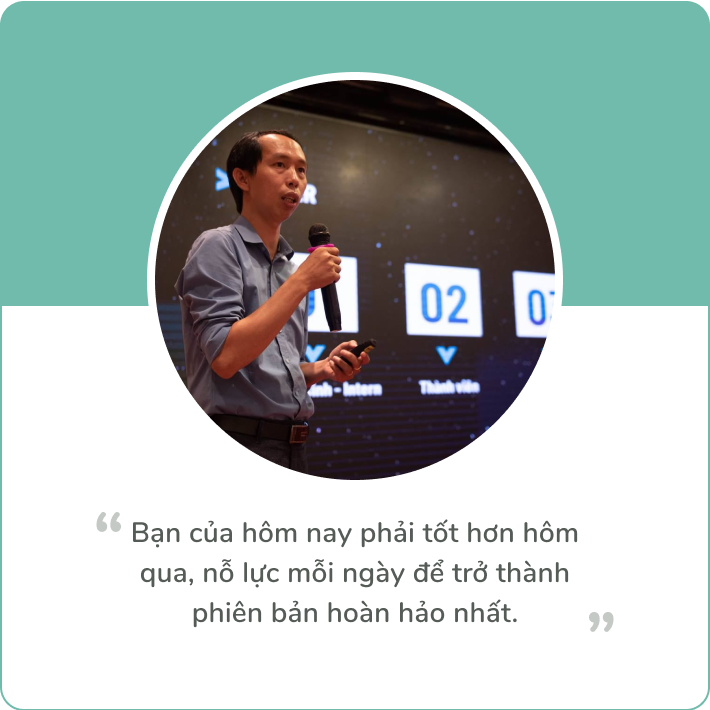 02
Thành viên
“ Bạn của hôm nay phải tốt hơn hôm
qua, nỗ lực mỗi ngày để trở thành
phiên bản hoàn hảo nhất. ”